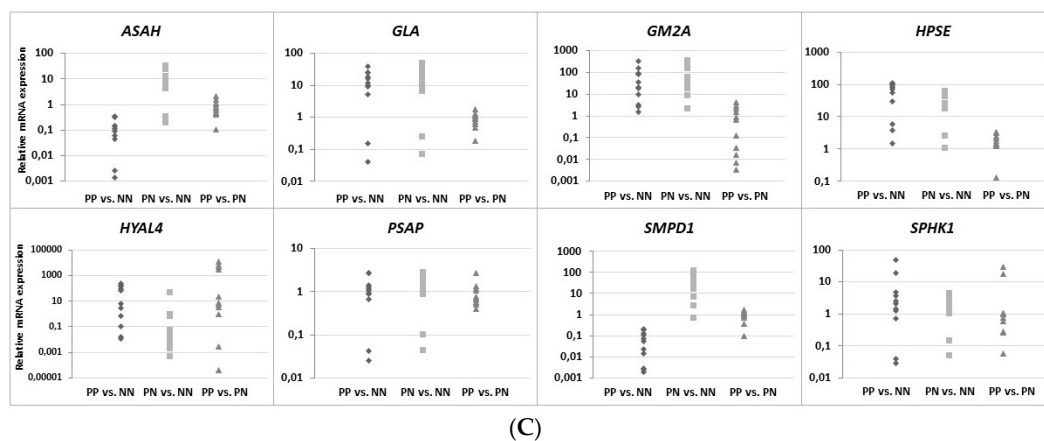 ASAH
GLA
GM2A
HPSE
Relative mRNA expression
100
10
1
0,1
0,01
0,001
PP vs. NN PN vs. NN PP vs. PN
100
10
1
0,1
0,01
PP vs. NN PN vs. NN PP vs. PN
1000
100
10
1
0,1
0,01
0,001
PP vs. NN PN vs. NN PP vs. PN
1000
100
10
1
0,1
PP vs. NN PN vs. NN PP vs. PN
HYAL4
PSAP
SMPD1
SPHK1
Relative mRNA expression
100000
1000
10
0,1
0,001
0,00001
PP vs. NN PN vs. NN PP vs. PN
10
1
0,1
0,01
PP vs. NN PN vs. NN PP vs. PN
1000
100
10
1
0,1
0,01
0,001
PP vs. NN PN vs. NN PP vs. PN
100
10
1
0,1
0,01
PP vs. NN PN vs. NN PP vs. PN
(C)